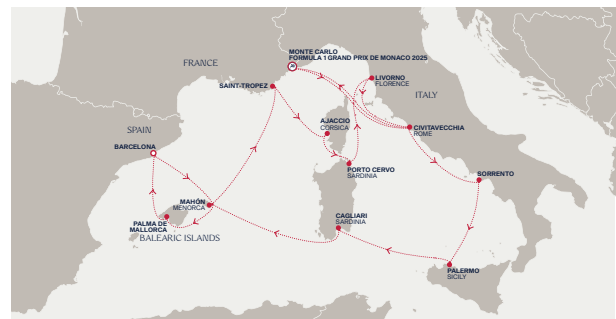 MONTE CARLO
FORMULA 1 GRAND PRIX DE MONACO 2025
FRANCE
LIVORNO
FLORENCE
SAINT-TROPEZ
ITALY
AJACCIO
CORSICA
SPAIN
CIVITAVECCHIA
ROME
BARCELONA
PORTO CERVO
SARDINIA
SORRENTO
MAHÓN
MENORCA
CAGLIARI
SARDINIA
PALMA DE
MALLORCA
BALEARIC ISLANDS
PALERMO
SICILY